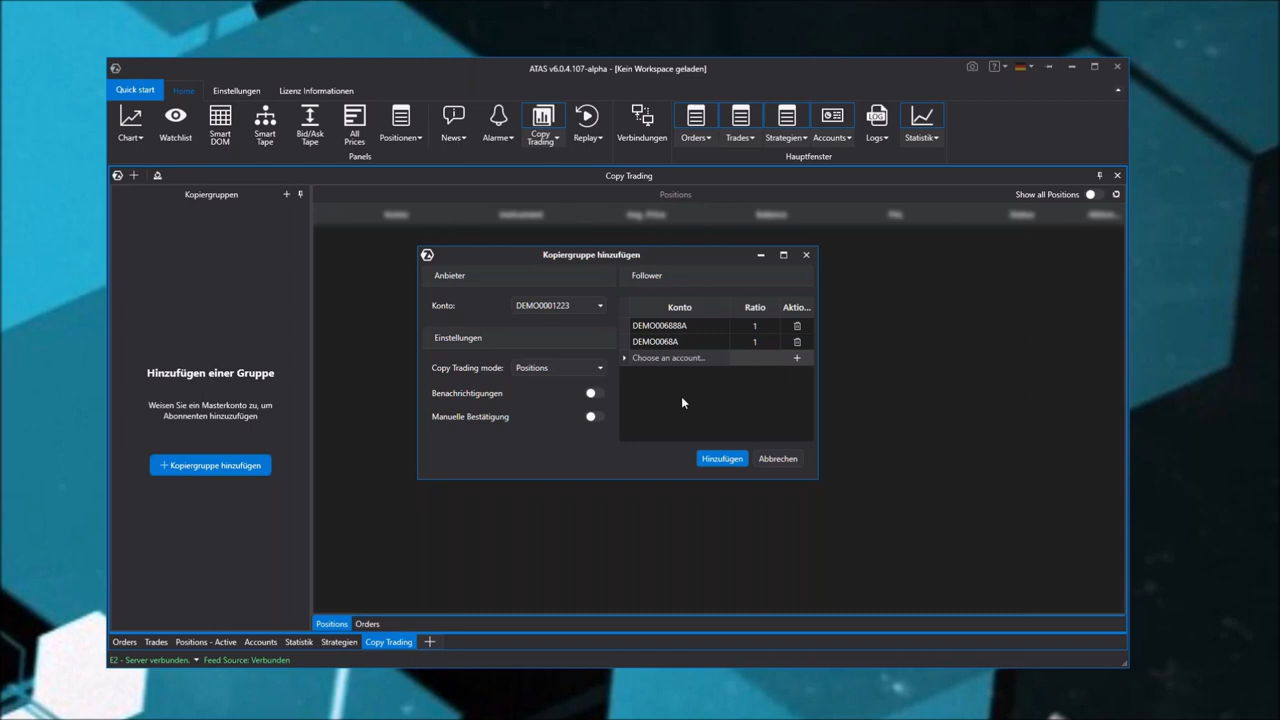 ATAS v6.0.4.107-alpha - [Kein Workspace geladen]
Quick start Home Einstellungen Lizenz Informationen
Chart Watchlist Smart DOM Smart Tape Bid/Ask Tape All Prices Positionen News Alarme Copy Trading Replay Verbindungen Orders Trades Strategien Accounts LOG Logs Statistik
Panels Hauptfenster
Copy Trading
Kopiergruppen Positions Show all Positions
Kopiergruppe hinzufügen
Anbieter Follower
Konto: DEMO0001223 Konto Ratio Aktio...
DEMO006888A 1
Einstellungen DEMO0068A 1
Choose an account...
Copy Trading mode: Positions
Benachrichtigungen
Manuelle Bestätigung
Hinzufügen Abbrechen
Hinzufügen einer Gruppe
Weisen Sie ein Masterkonto zu, um
Abonnenten hinzuzufügen
+ Kopiergruppe hinzufügen
Positions Orders
Orders Trades Positions - Active Accounts Statistik Strategien Copy Trading
E2 - Server verbunden. Feed Source: Verbunden